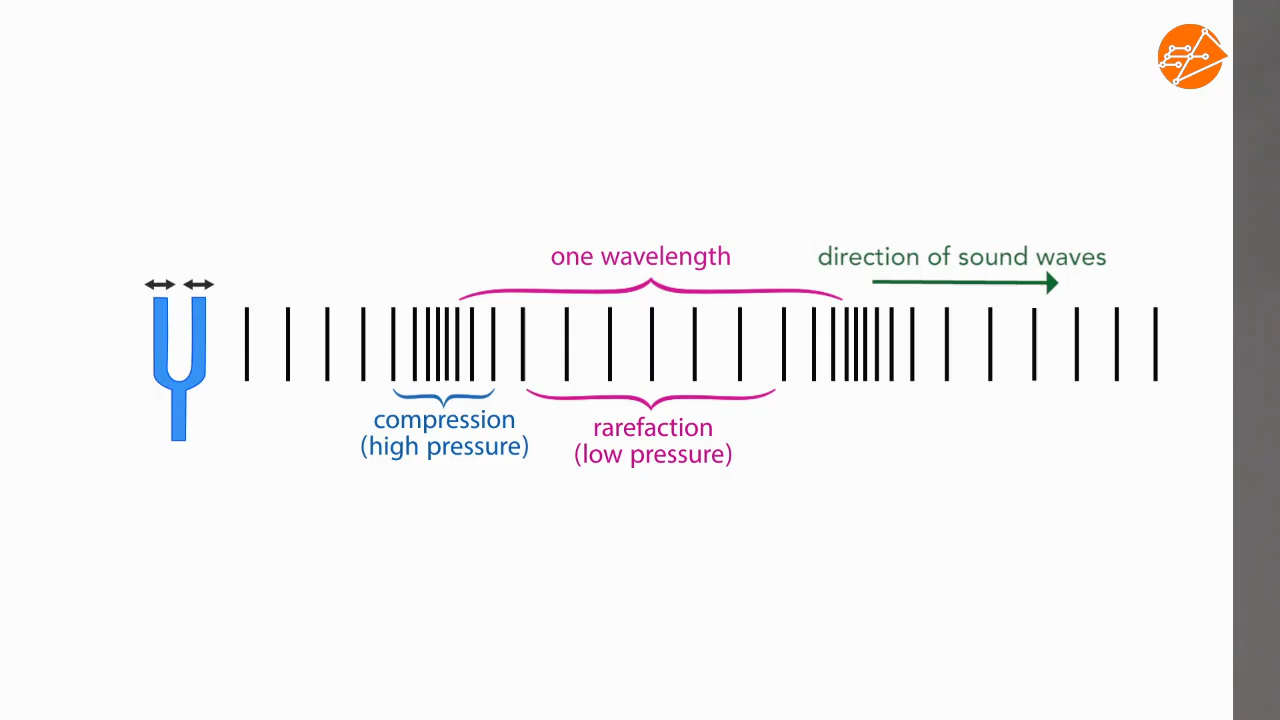 one wavelength
direction of sound waves
compression
(high pressure)
rarefaction
(low pressure)